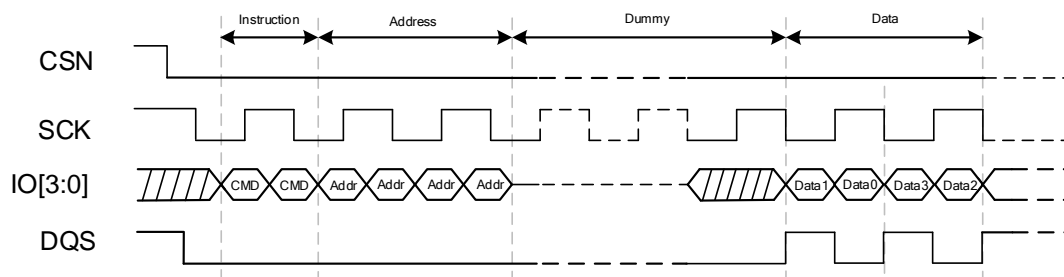 Instruction Address Dummy Data
CSN
SCK
IO[3:0] CMD CMD Addr Addr Addr Addr Data1 Data0 Data3 Data2
DQS